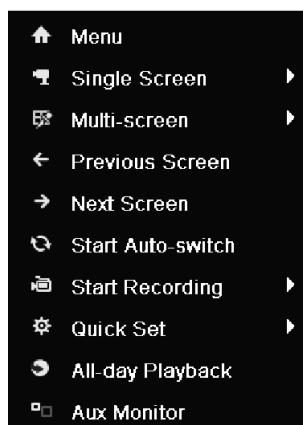 Menu
Single Screen
Multi-screen
Previous Screen
Next Screen
Start Auto-switch
Start Recording
Quick Set
All-day Playback
Aux Monitor